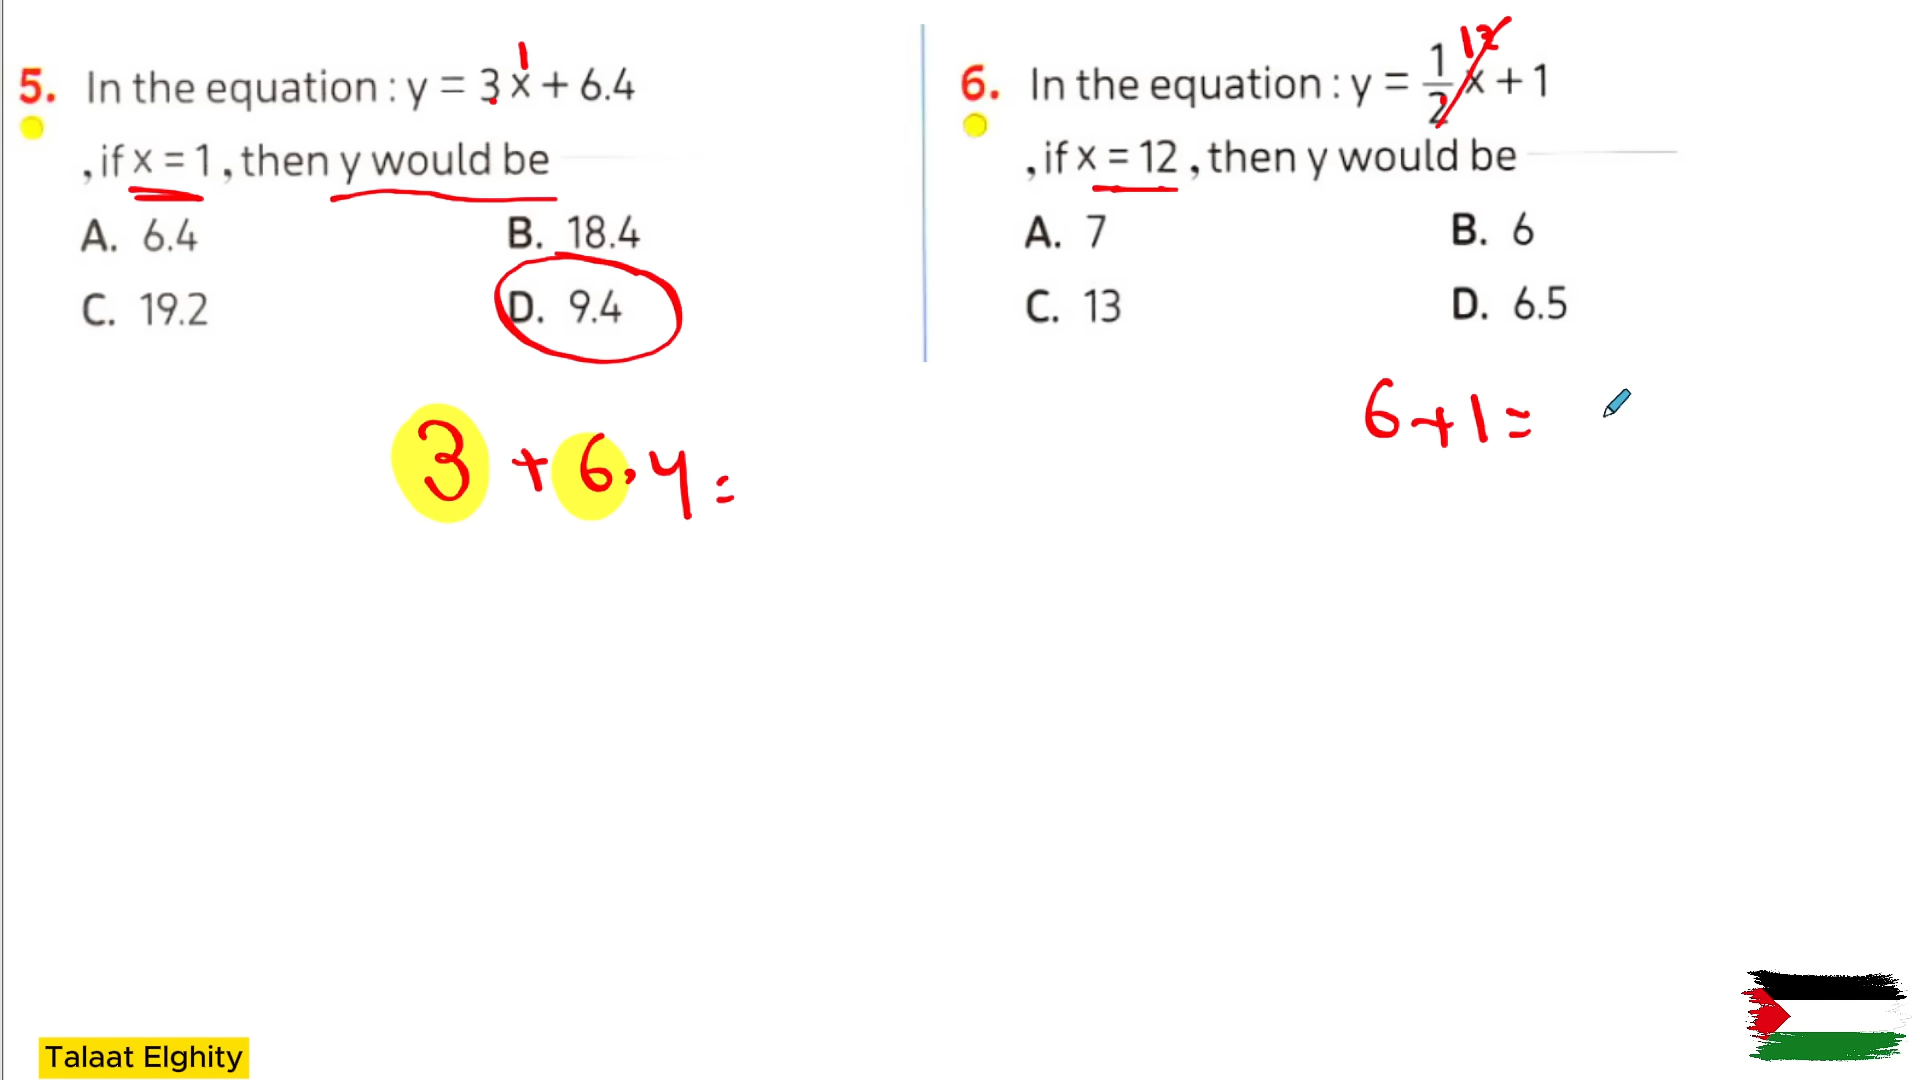 5. In the equation : y = 3x + 6.4
1
, if x = 1 , then y would be
A. 6.4
B. 18.4
C. 19.2
D. 9.4
3 + 6.4 =
6. In the equation : y = 1/2 x + 1
12
, if x = 12 , then y would be
A. 7
B. 6
C. 13
D. 6.5
6+1=
Talaat Elghity